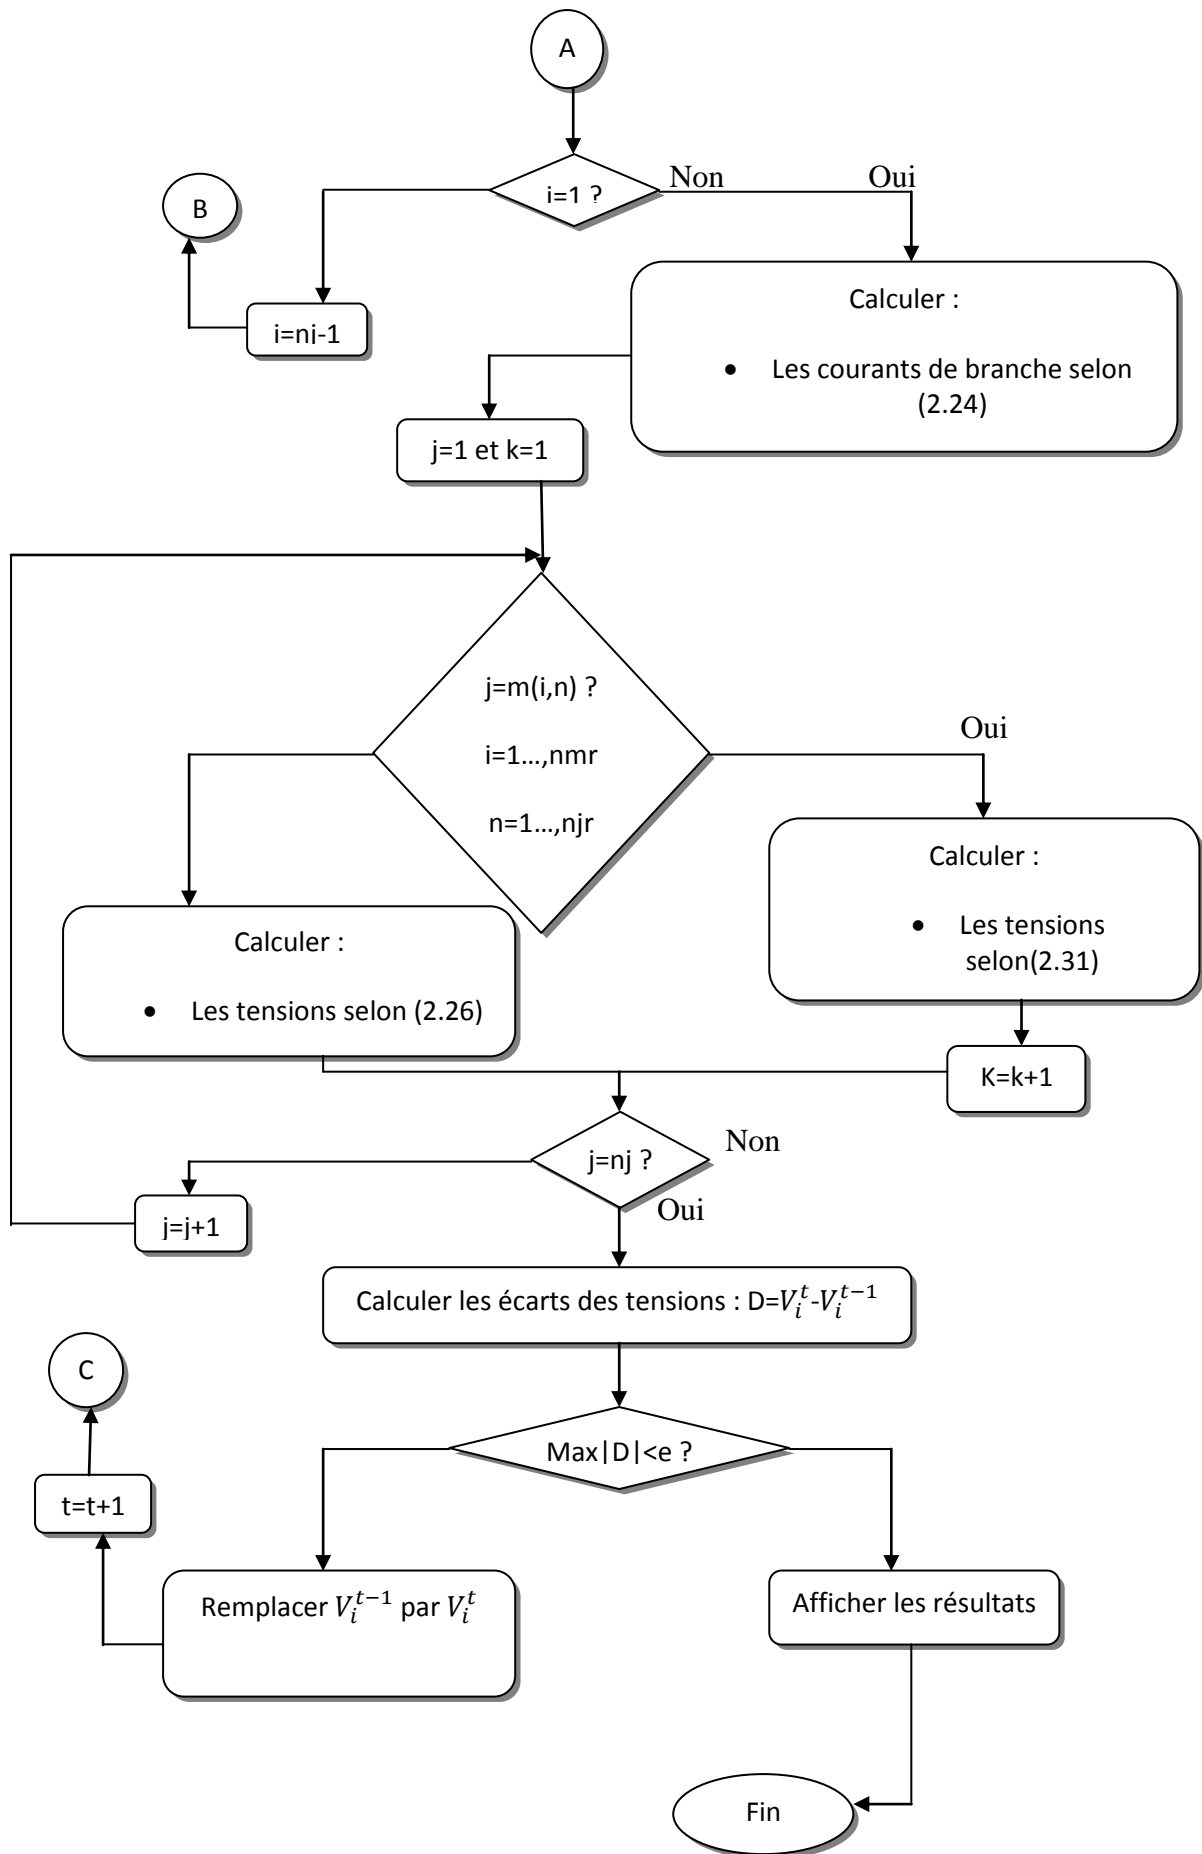 A
i=1 ?
Non
Oui
B
i=nj-1
Calculer :
• Les courants de branche selon
(2.24)
j=1 et k=1
j=m(i,n) ?
i=1…,nmr
n=1…,njr
Oui
Calculer :
• Les tensions selon (2.26)
Calculer :
• Les tensions
selon(2.31)
K=k+1
j=nj ?
Non
Oui
j=j+1
Calculer les écarts des tensions : D=$V_i^t$-$V_i^{t-1}$
C
Max|D|<e ?
t=t+1
Remplacer $V_i^{t-1}$ par $V_i^t$
Afficher les résultats
Fin